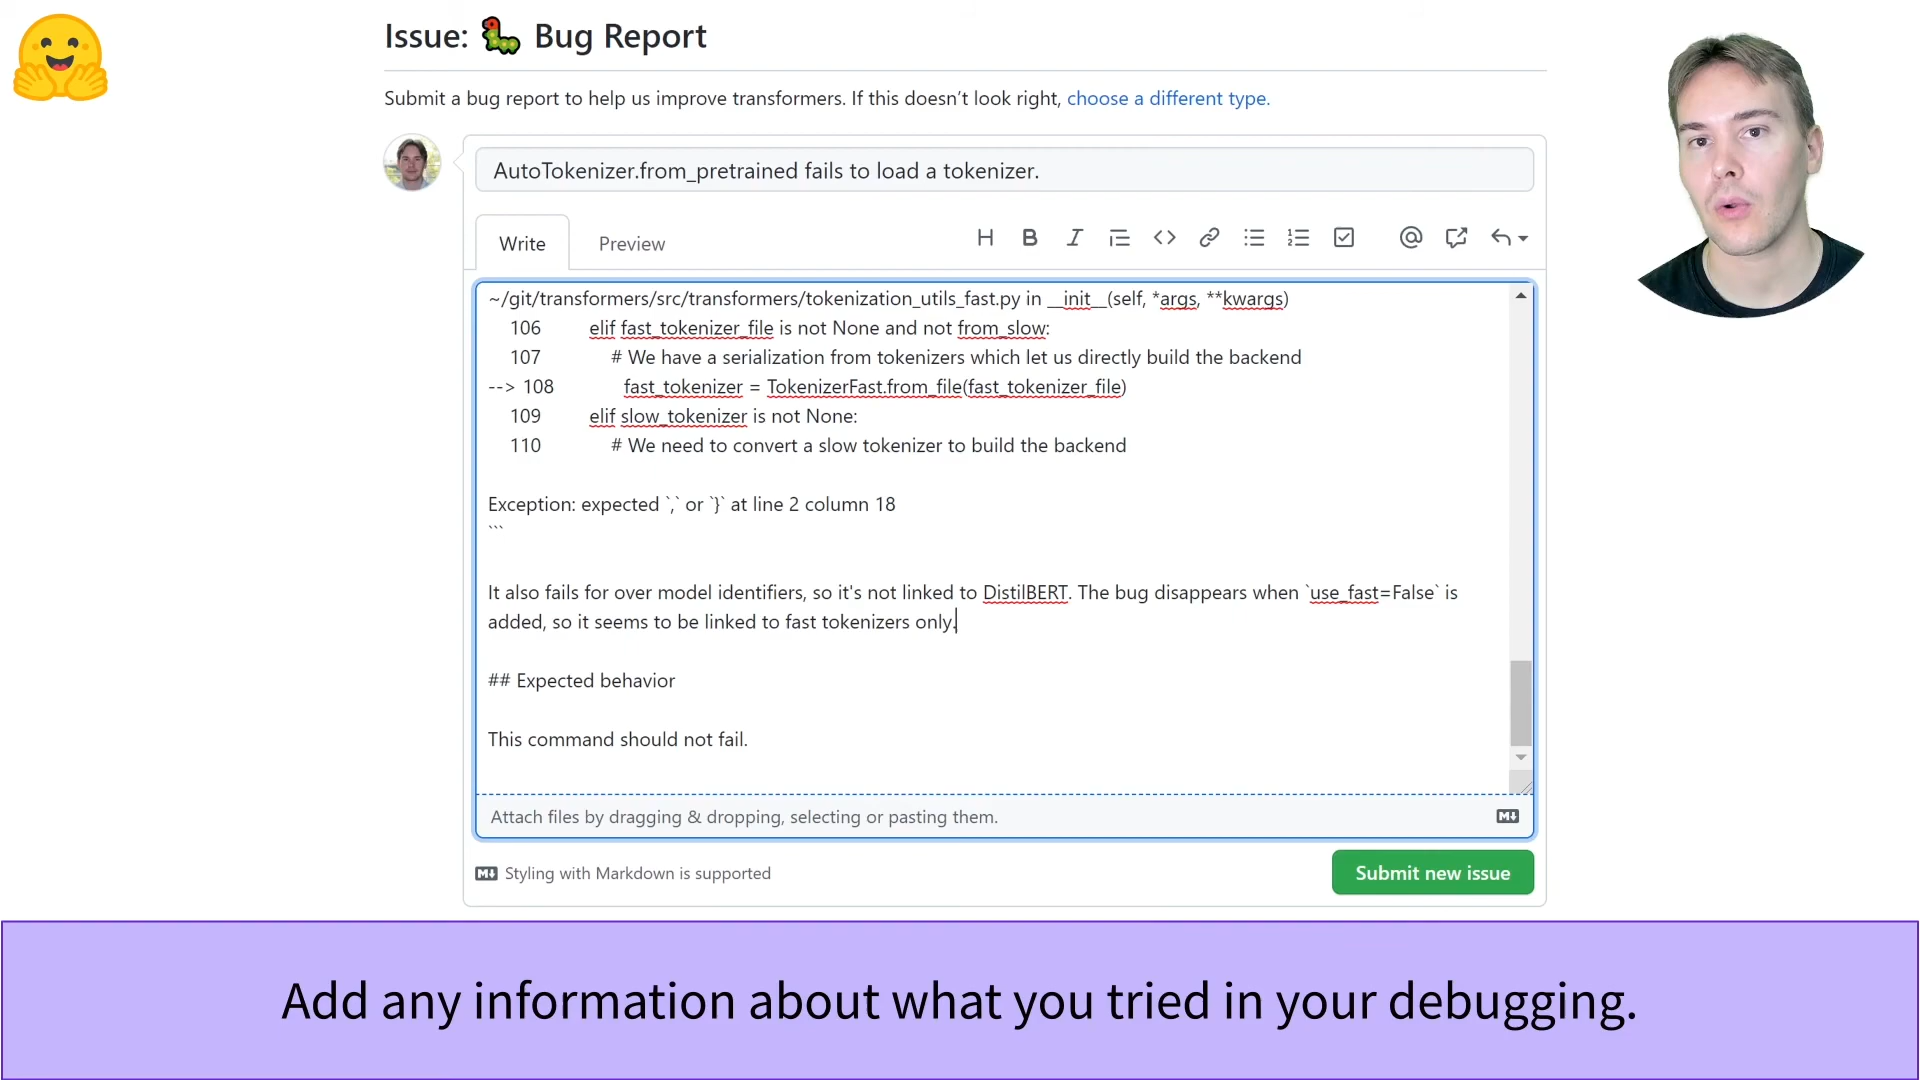 Issue: 🐛 Bug Report
Submit a bug report to help us improve transformers. If this doesn’t look right, choose a different type.
AutoTokenizer.from_pretrained fails to load a tokenizer.
Write
Preview
~/git/transformers/src/transformers/tokenization_utils_fast.py in __init__(self, *args, **kwargs)
106 elif fast_tokenizer_file is not None and not from_slow:
107 # We have a serialization from tokenizers which let us directly build the backend
--> 108 fast_tokenizer = TokenizerFast.from_file(fast_tokenizer_file)
109 elif slow_tokenizer is not None:
110 # We need to convert a slow tokenizer to build the backend
Exception: expected `,` or `}` at line 2 column 18
```
It also fails for over model identifiers, so it's not linked to DistilBERT. The bug disappears when `use_fast=False` is
added, so it seems to be linked to fast tokenizers only.
## Expected behavior
This command should not fail.
Attach files by dragging & dropping, selecting or pasting them.
Styling with Markdown is supported
Submit new issue
Add any information about what you tried in your debugging.